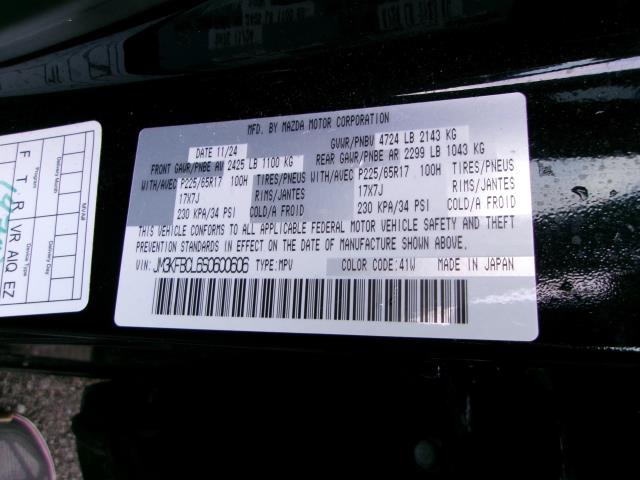 MFD. BY MAZDA MOTOR CORPORATION
DATE 11/24 GVWR/PNBV 4724 LB 2143 KG
FRONT GAWR/PNBE AV 2425 LB 1100 KG REAR GAWR/PNBE AR 2299 LB 1043 KG
WITH/AVEC P225/65R17 100H TIRES/PNEUS WITH/AVEC P225/65R17 100H TIRES/PNEUS
17X7J RIMS/JANTES 17X7J RIMS/JANTES
230 KPA/34 PSI COLD/A FROID 230 KPA/34 PSI COLD/A FROID
THIS VEHICLE CONFORMS TO ALL APPLICABLE FEDERAL MOTOR VEHICLE SAFETY AND THEFT
PREVENTION STANDARDS IN EFFECT ON THE DATE OF MANUFACTURE SHOWN ABOVE.
VIN: JM3KFBCL6S0600606 TYPE: MPV COLOR CODE: 41W MADE IN JAPAN
F T R VR AIQ EZ